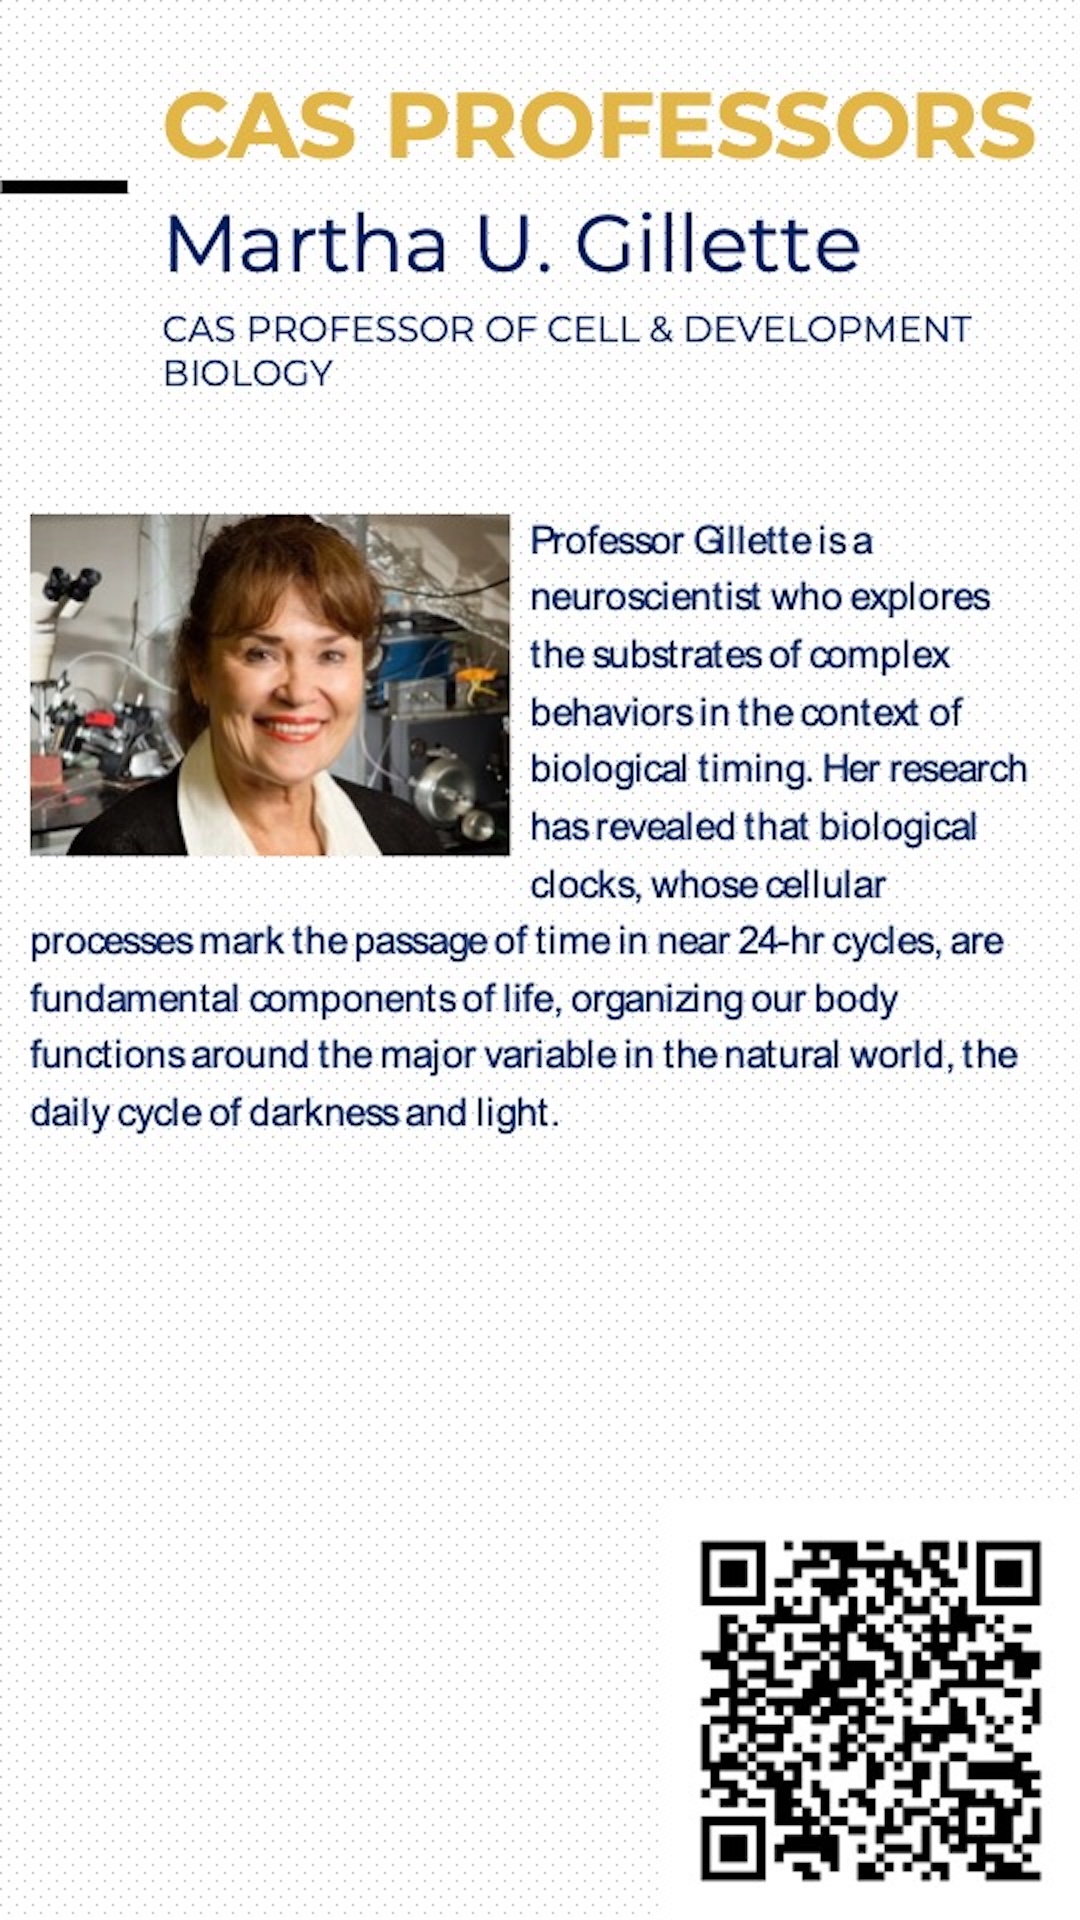 CAS PROFESSORS
Martha U. Gillette
CAS PROFESSOR OF CELL & DEVELOPMENT
BIOLOGY
Professor Gillette is a
neuroscientist who explores
the substrates of complex
behaviors in the context of
biological timing. Her research
has revealed that biological
clocks, whose cellular
processes mark the passage of time in near 24-hr cycles, are
fundamental components of life, organizing our body
functions around the major variable in the natural world, the
daily cycle of darkness and light.